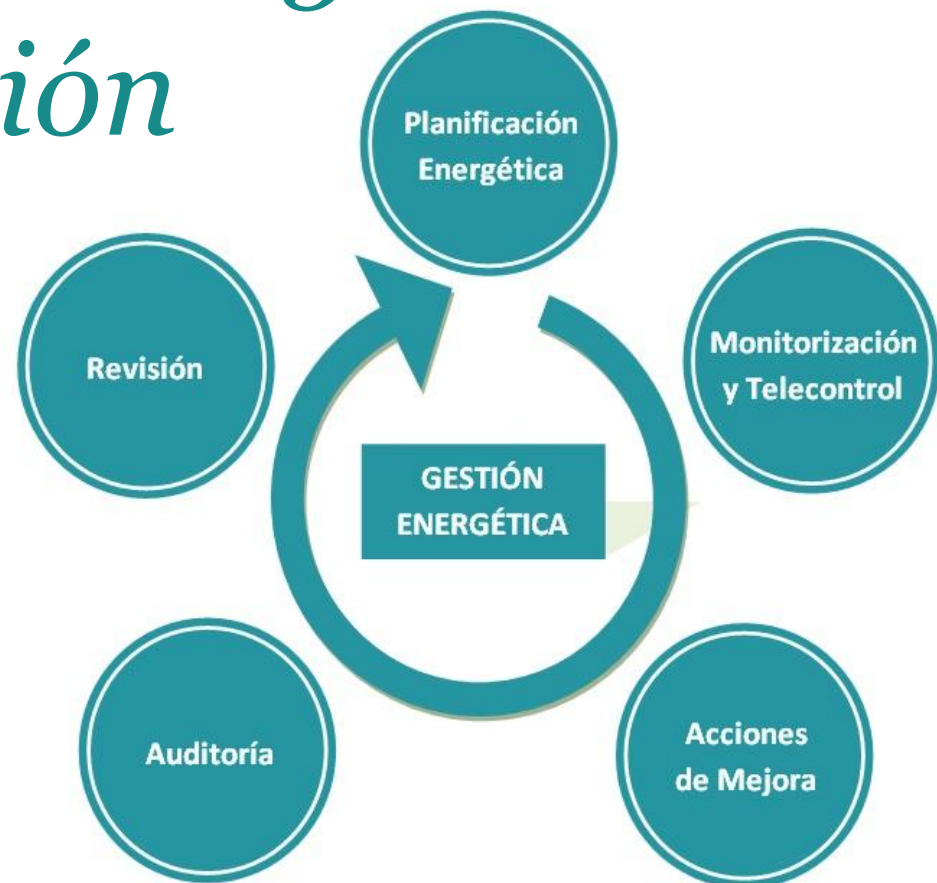 ión
Planificación
Energética
Monitorización
y Telecontrol
Revisión
GESTIÓN
ENERGÉTICA
Acciones
de Mejora
Auditoría